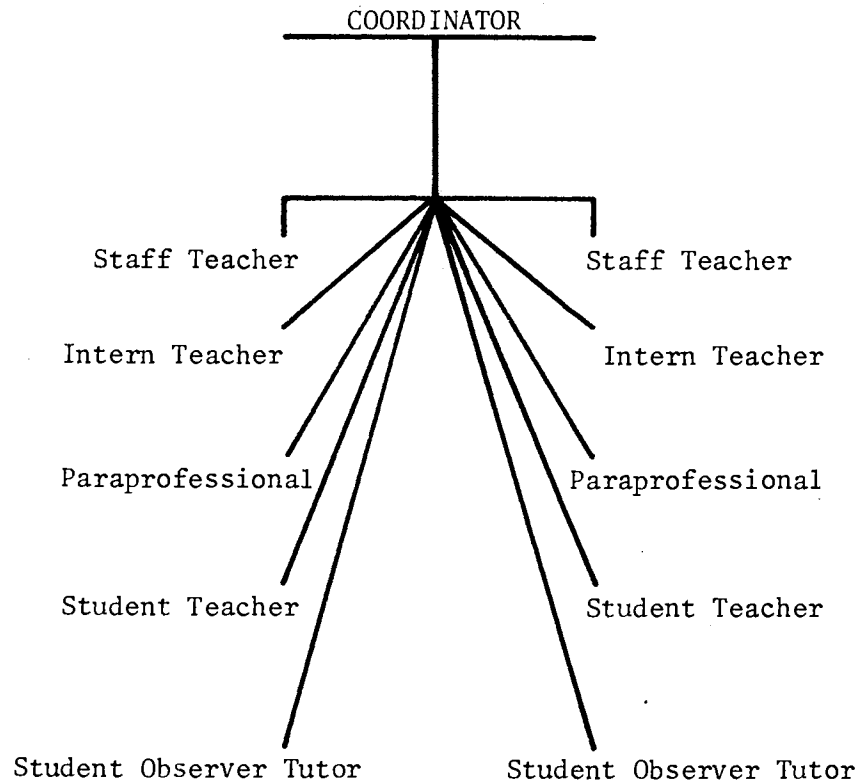 COORDINATOR
Staff Teacher Staff Teacher
Intern Teacher Intern Teacher
Paraprofessional Paraprofessional
Student Teacher Student Teacher
Student Observer Tutor Student Observer Tutor